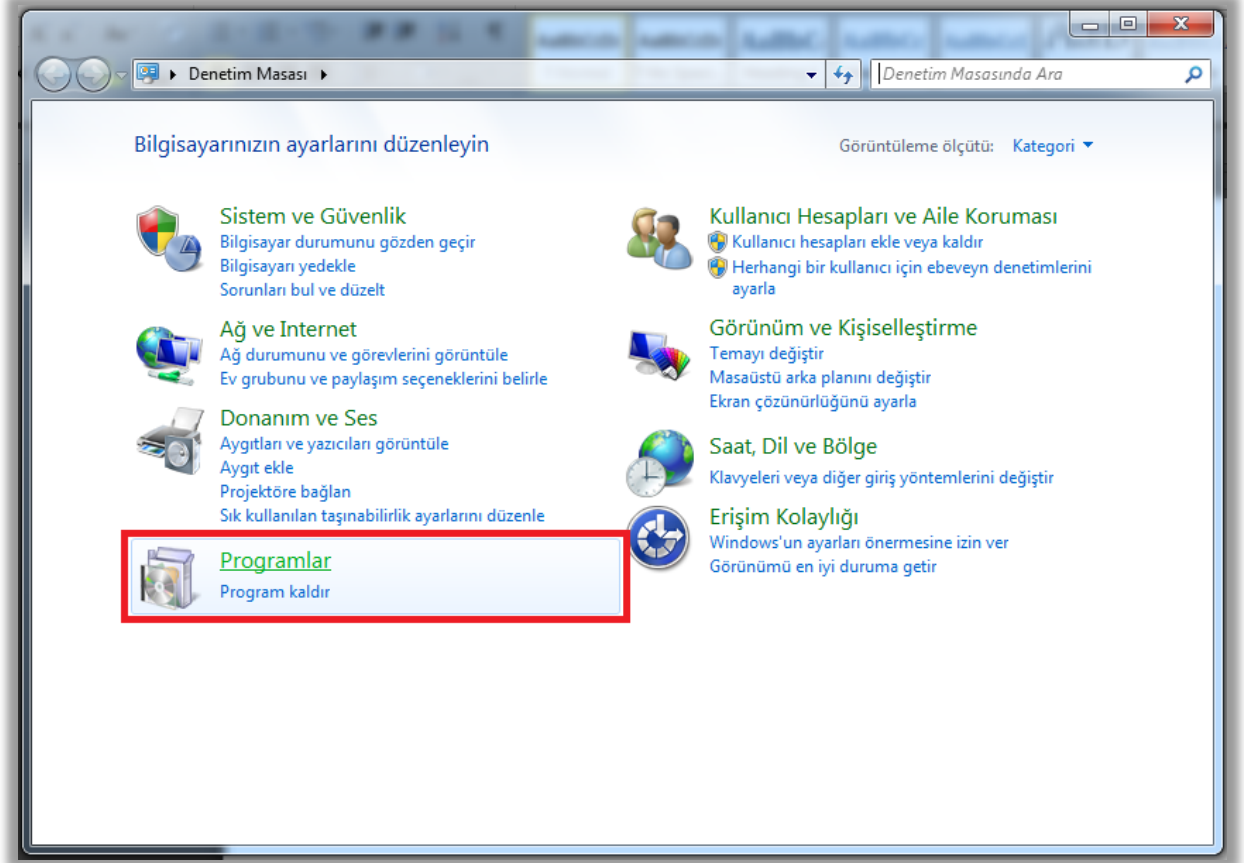 Denetim Masası
Denetim Masasında Ara
Bilgisayarınızın ayarlarını düzenleyin
Görüntüleme ölçütü: Kategori
Sistem ve Güvenlik
Bilgisayar durumunu gözden geçir
Bilgisayarı yedekle
Sorunları bul ve düzelt
Ağ ve Internet
Ağ durumunu ve görevlerini görüntüle
Ev grubunu ve paylaşım seçeneklerini belirle
Donanım ve Ses
Aygıtları ve yazıcıları görüntüle
Aygıt ekle
Projektöre bağlan
Sık kullanılan taşınabilirlik ayarlarını düzenle
Programlar
Program kaldır
Kullanıcı Hesapları ve Aile Koruması
Kullanıcı hesapları ekle veya kaldır
Herhangi bir kullanıcı için ebeveyn denetimlerini
ayarla
Görünüm ve Kişiselleştirme
Temayı değiştir
Masaüstü arka planını değiştir
Ekran çözünürlüğünü ayarla
Saat, Dil ve Bölge
Klavyeleri veya diğer giriş yöntemlerini değiştir
Erişim Kolaylığı
Windows'un ayarları önermesine izin ver
Görünümü en iyi duruma getir